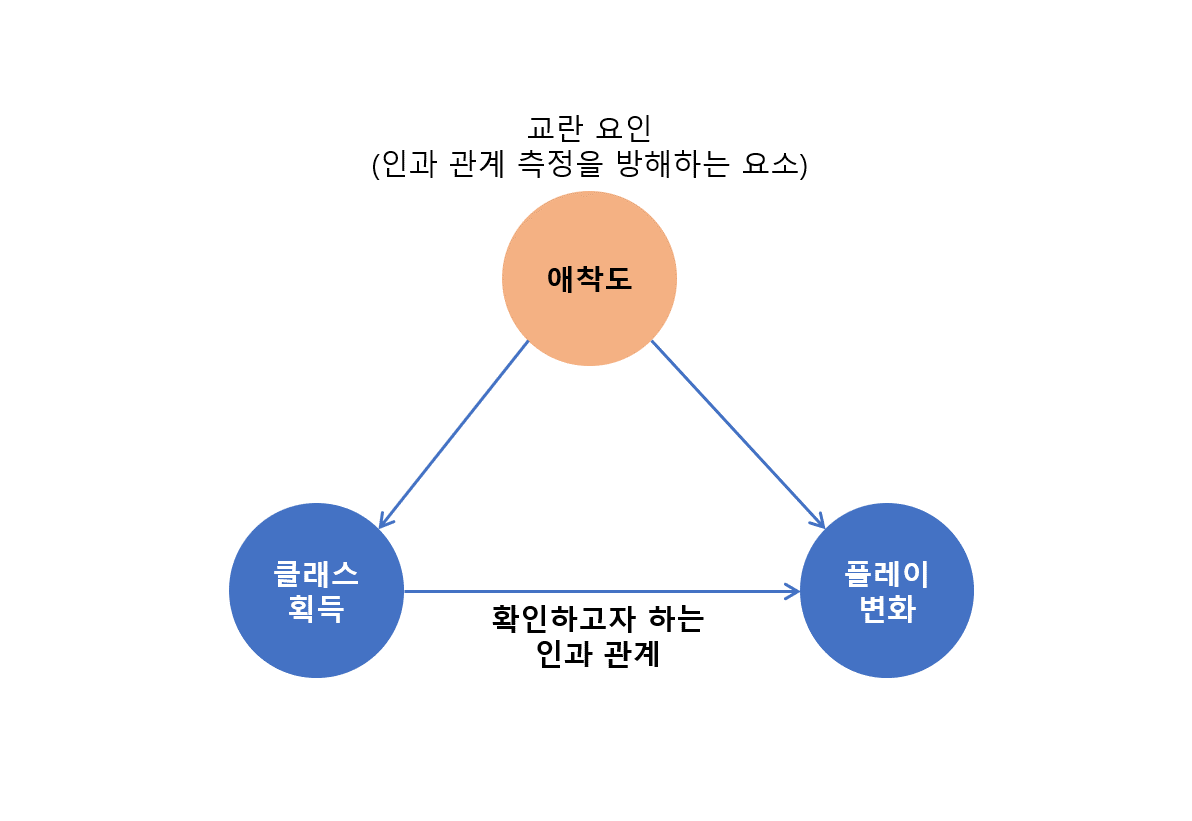 교란 요인
(인과 관계 측정을 방해하는 요소)
애착도
클래스
획득
플레이
변화
확인하고자 하는
인과 관계